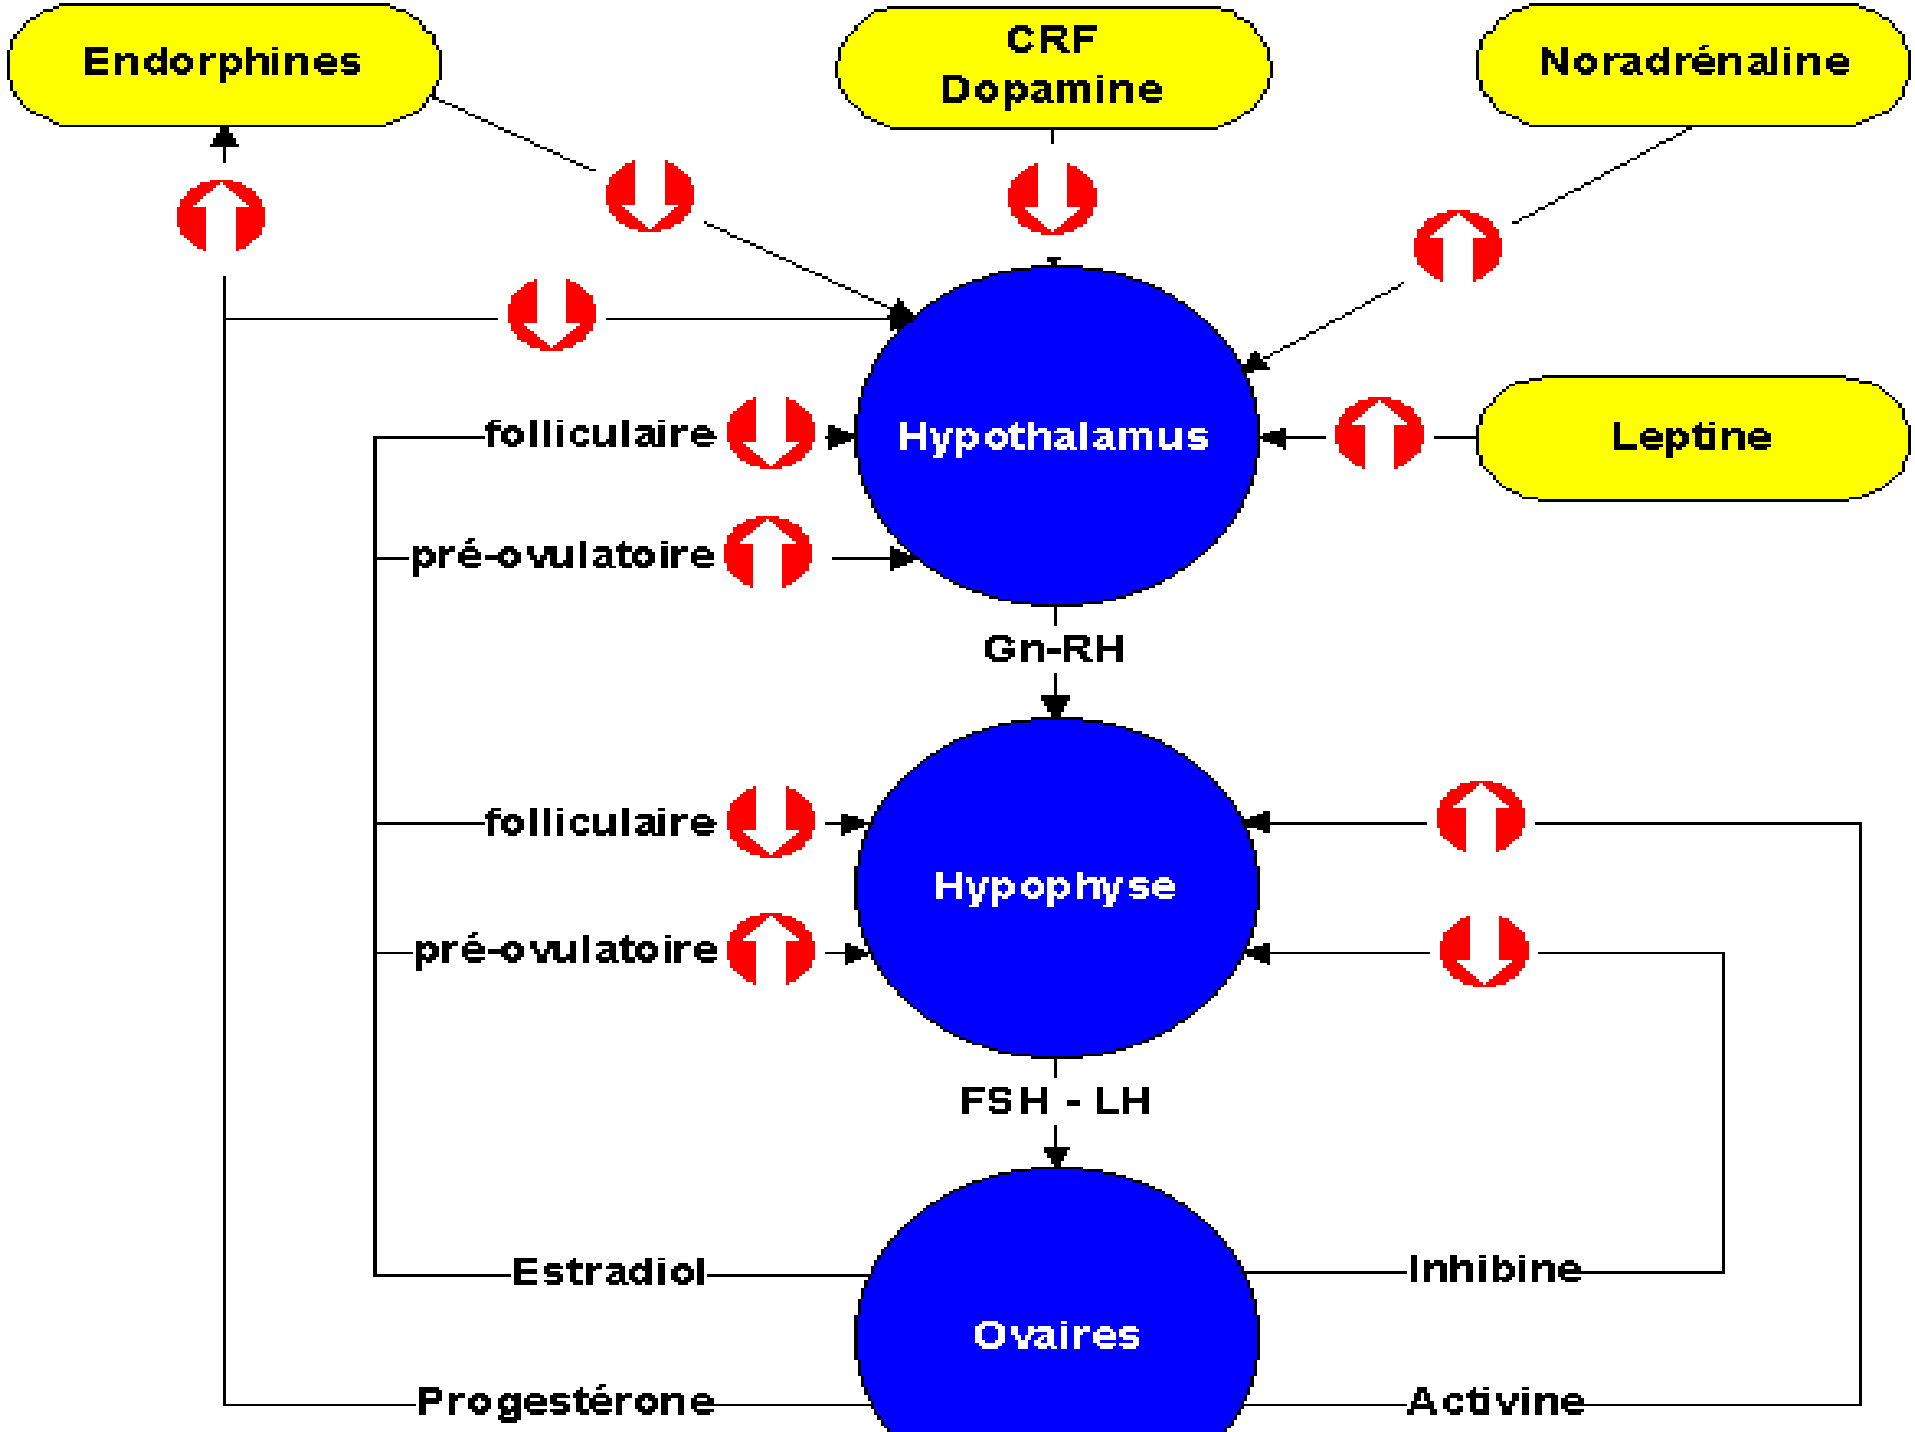 Endorphines
CRF
Dopamine
Noradrénaline
folliculaire
Hypothalamus
Leptine
pré-ovulatoire
Gn-RH
folliculaire
Hypophyse
pré-ovulatoire
FSH - LH
Estradiol
Inhibine
Ovaires
Progestérone
Activine